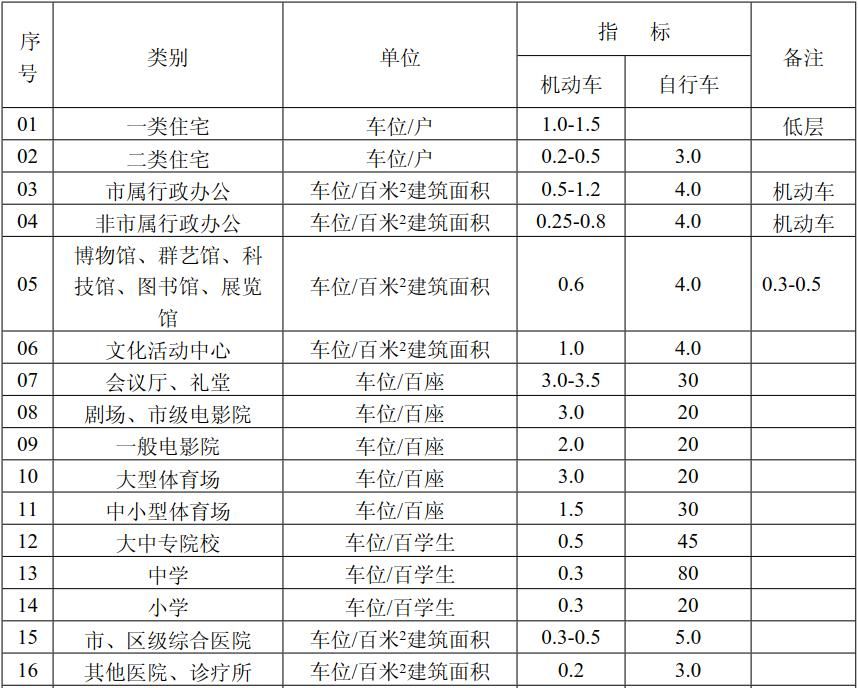 序号 类别 单位 指 标 备注
机动车 自行车
01 一类住宅 车位/户 1.0-1.5 低层
02 二类住宅 车位/户 0.2-0.5 3.0
03 市属行政办公 车位/百米²建筑面积 0.5-1.2 4.0 机动车
04 非市属行政办公 车位/百米²建筑面积 0.25-0.8 4.0 机动车
05 博物馆、群艺馆、科技馆、图书馆、展览馆 车位/百米²建筑面积 0.6 4.0 0.3-0.5
06 文化活动中心 车位/百米²建筑面积 1.0 4.0
07 会议厅、礼堂 车位/百座 3.0-3.5 30
08 剧场、市级电影院 车位/百座 3.0 20
09 一般电影院 车位/百座 2.0 20
10 大型体育场 车位/百座 3.0 20
11 中小型体育场 车位/百座 1.5 30
12 大中专院校 车位/百学生 0.5 45
13 中学 车位/百学生 0.3 80
14 小学 车位/百学生 0.3 20
15 市、区级综合医院 车位/百米²建筑面积 0.3-0.5 5.0
16 其他医院、诊疗所 车位/百米²建筑面积 0.2 3.0